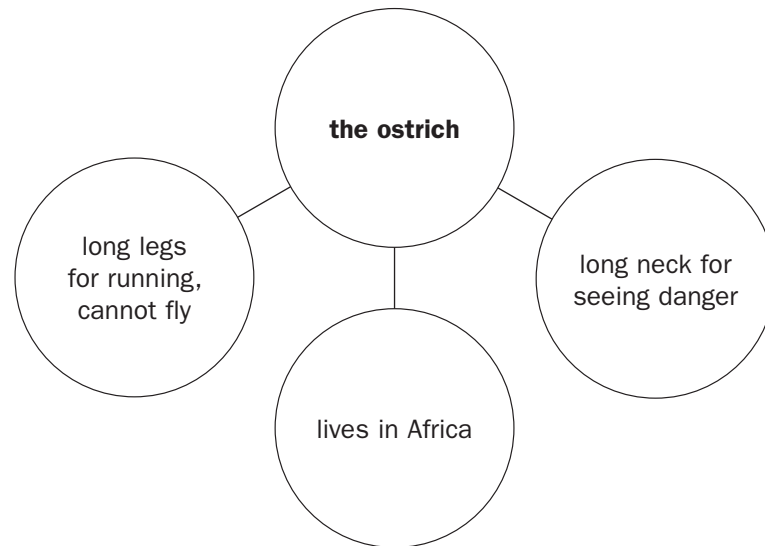 the ostrich
long legs
for running,
cannot fly
long neck for
seeing danger
lives in Africa